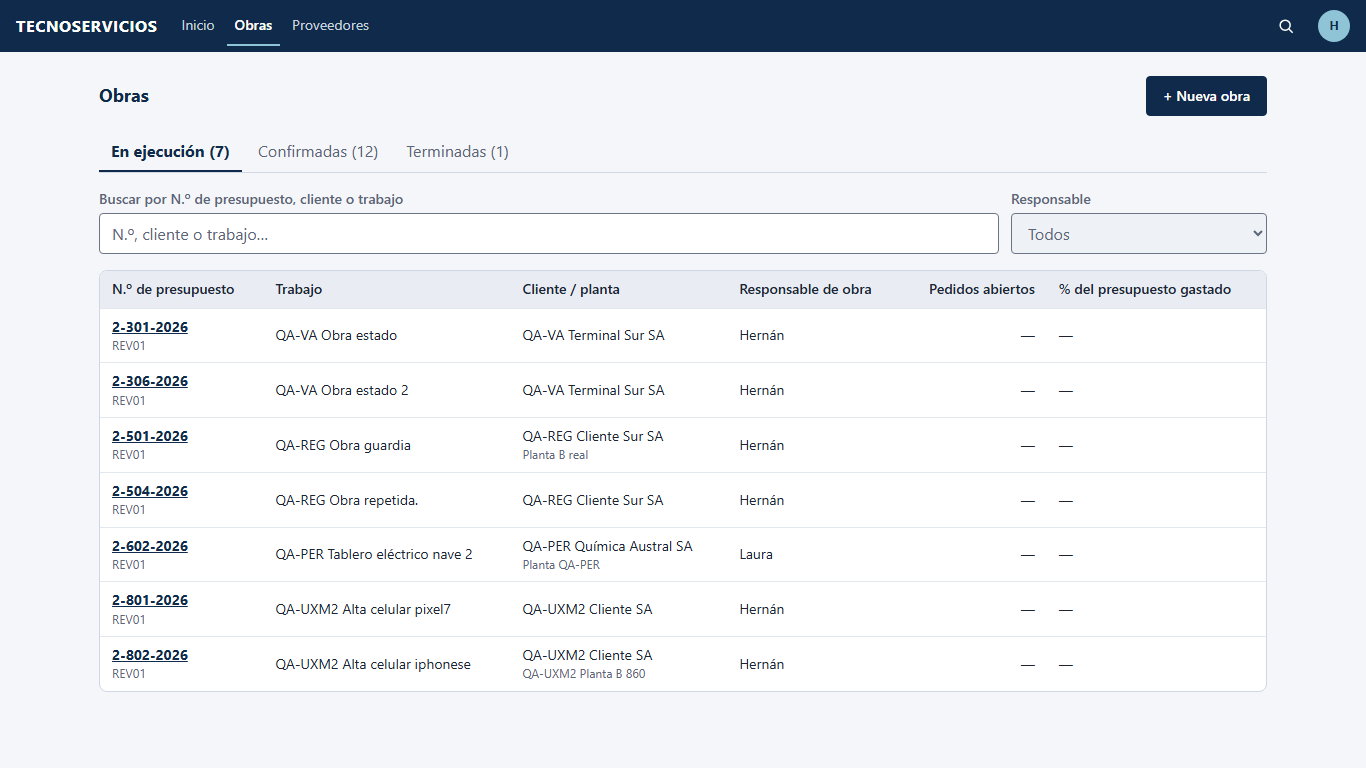 TECNOSERVICIOS Inicio Obras Proveedores H
Obras + Nueva obra
En ejecución (7) Confirmadas (12) Terminadas (1)
Buscar por N.º de presupuesto, cliente o trabajo Responsable
N.º, cliente o trabajo... Todos
N.º de presupuesto Trabajo Cliente / planta Responsable de obra Pedidos abiertos % del presupuesto gastado
2-301-2026
REV01
QA-VA Obra estado QA-VA Terminal Sur SA Hernán — —
2-306-2026
REV01
QA-VA Obra estado 2 QA-VA Terminal Sur SA Hernán — —
2-501-2026
REV01
QA-REG Obra guardia
QA-REG Cliente Sur SA
Planta B real
Hernán — —
2-504-2026
REV01
QA-REG Obra repetida. QA-REG Cliente Sur SA Hernán — —
2-602-2026
REV01
QA-PER Tablero eléctrico nave 2
QA-PER Química Austral SA
Planta QA-PER
Laura — —
2-801-2026
REV01
QA-UXM2 Alta celular pixel7 QA-UXM2 Cliente SA Hernán — —
2-802-2026
REV01
QA-UXM2 Alta celular iphonese
QA-UXM2 Cliente SA
QA-UXM2 Planta B 860
Hernán — —